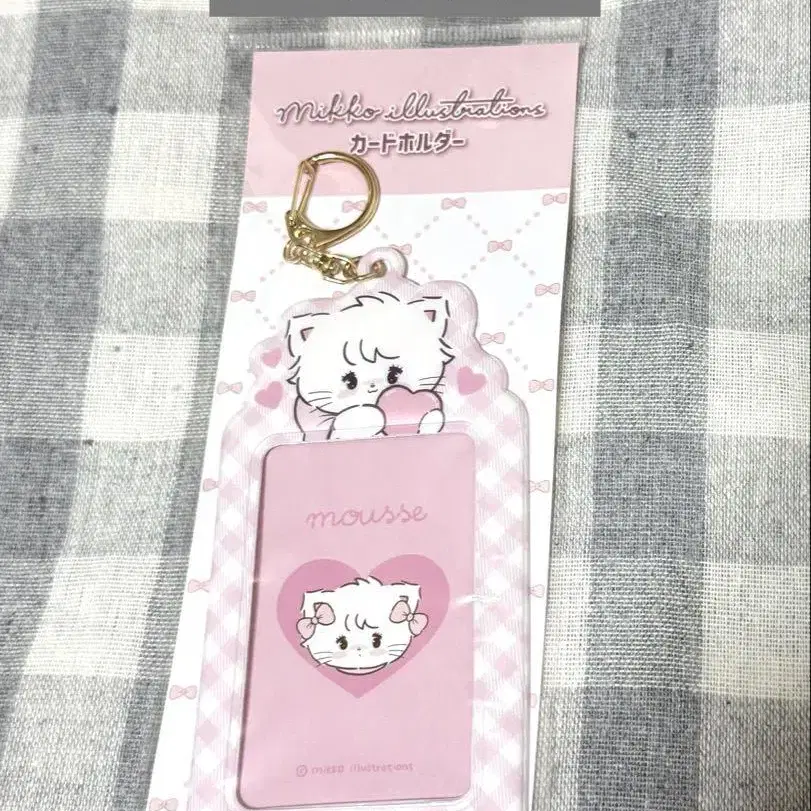 mikko illustrations
カードホルダー
mousse
© mikko illustrations